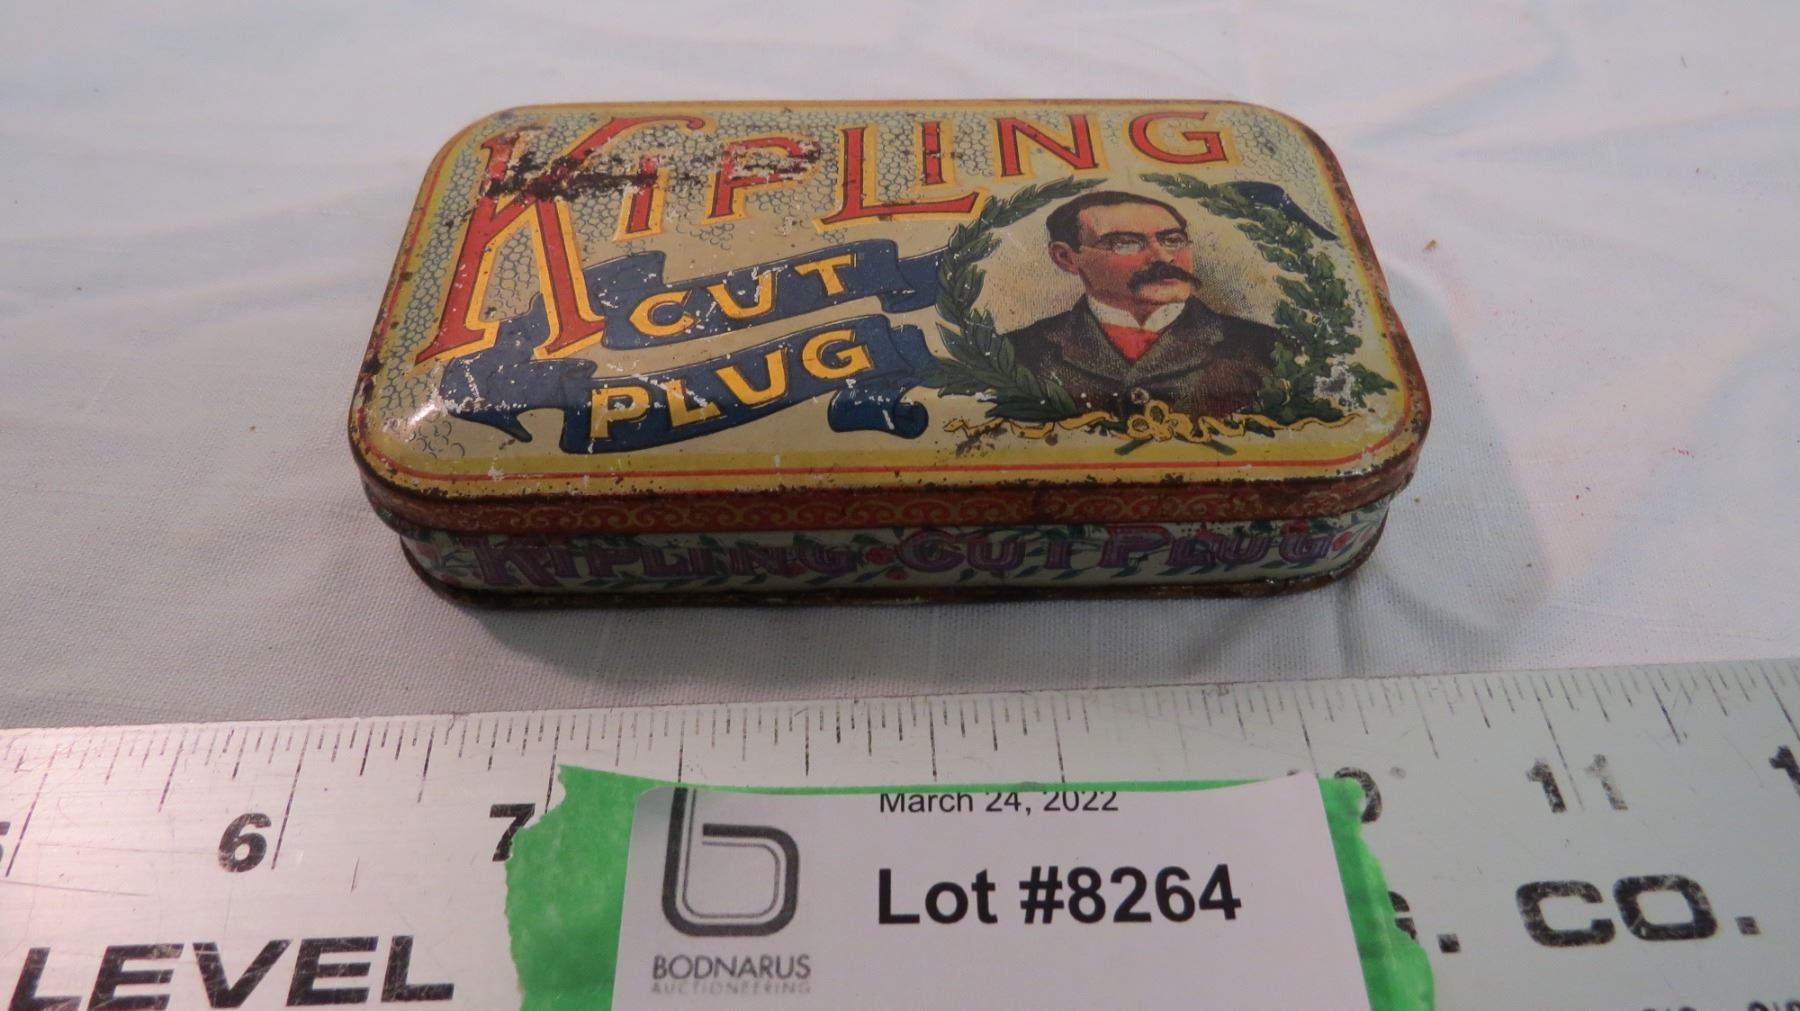 KIPLING
CUT
PLUG
KIPLING CUT PLUG
6 7 11
March 24, 2022
Lot #8264
BODNARUS
AUCTIONEERING
LEVEL
CO.